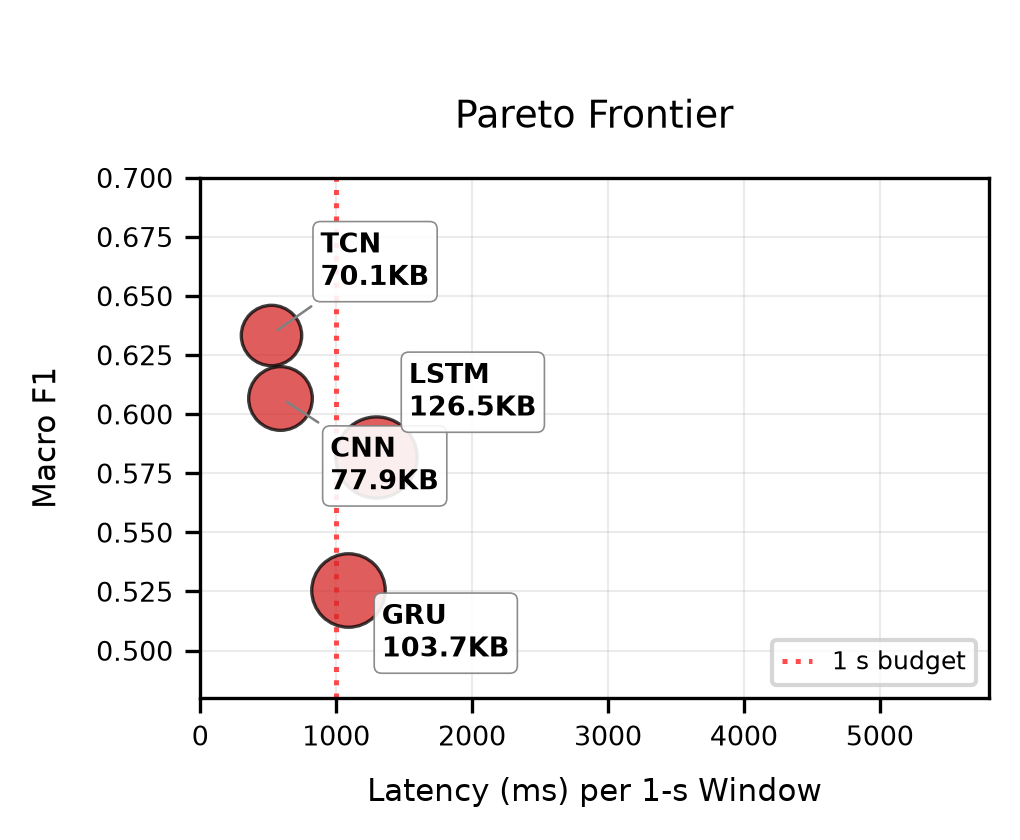 Pareto Frontier
0.700
0.675
0.650
0.625
0.600
0.575
0.550
0.525
0.500
Macro F1
TCN
70.1KB
LSTM
126.5KB
CNN
77.9KB
GRU
103.7KB
1 s budget
0
1000
2000
3000
4000
5000
Latency (ms) per 1-s Window